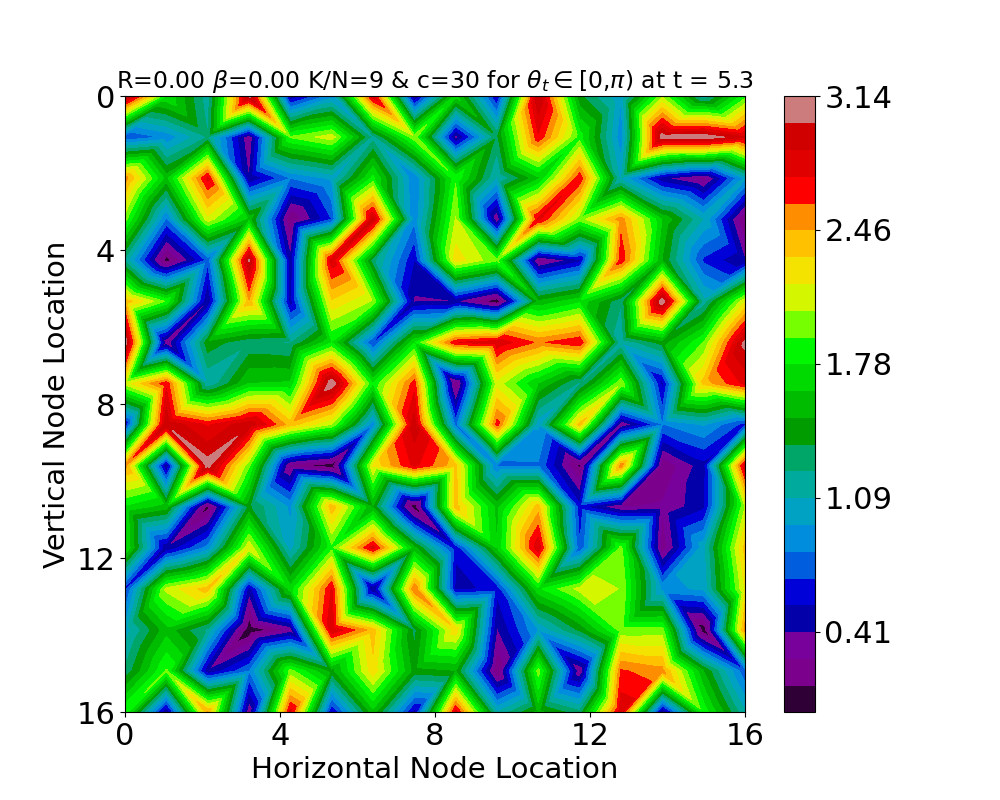 R=0.00 β=0.00 K/N=9 & c=30 for θₜ ∈ [0,π) at t = 5.3
0
4
8
12
16
Vertical Node Location
0 4 8 12 16
Horizontal Node Location
3.14
2.46
1.78
1.09
0.41